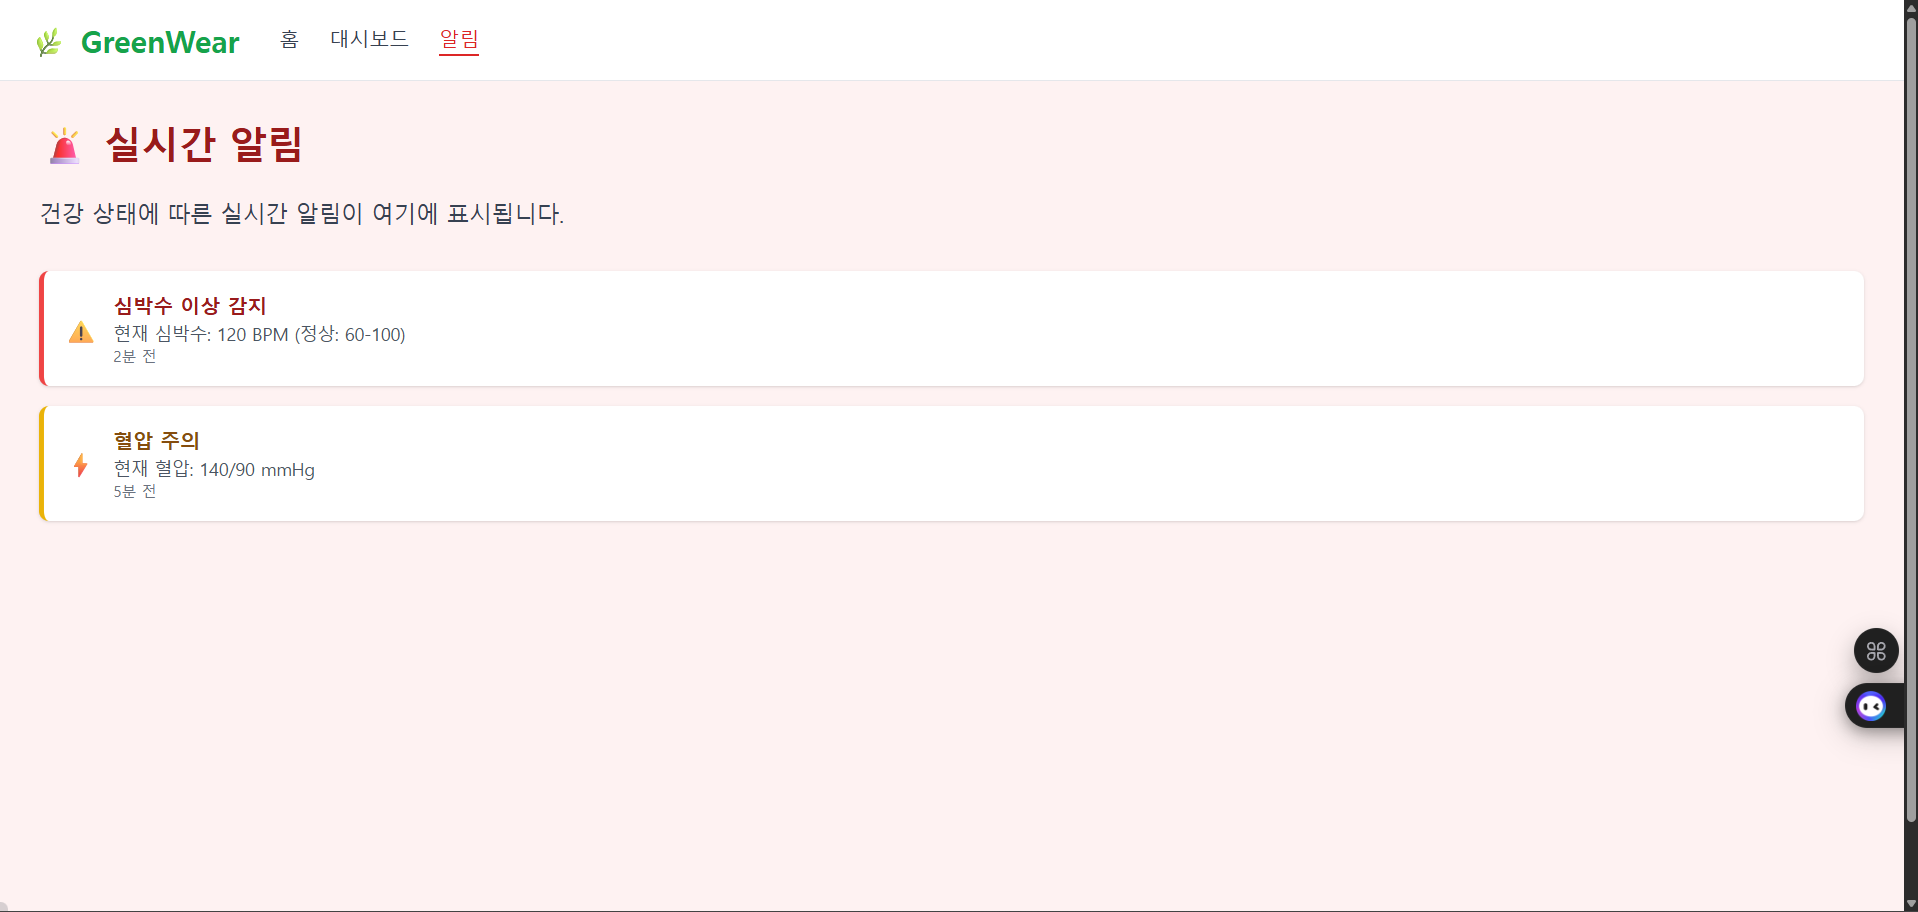 GreenWear 홈 대시보드 알림
실시간 알림
건강 상태에 따른 실시간 알림이 여기에 표시됩니다.
심박수 이상 감지
현재 심박수: 120 BPM (정상: 60-100)
2분 전
혈압 주의
현재 혈압: 140/90 mmHg
5분 전